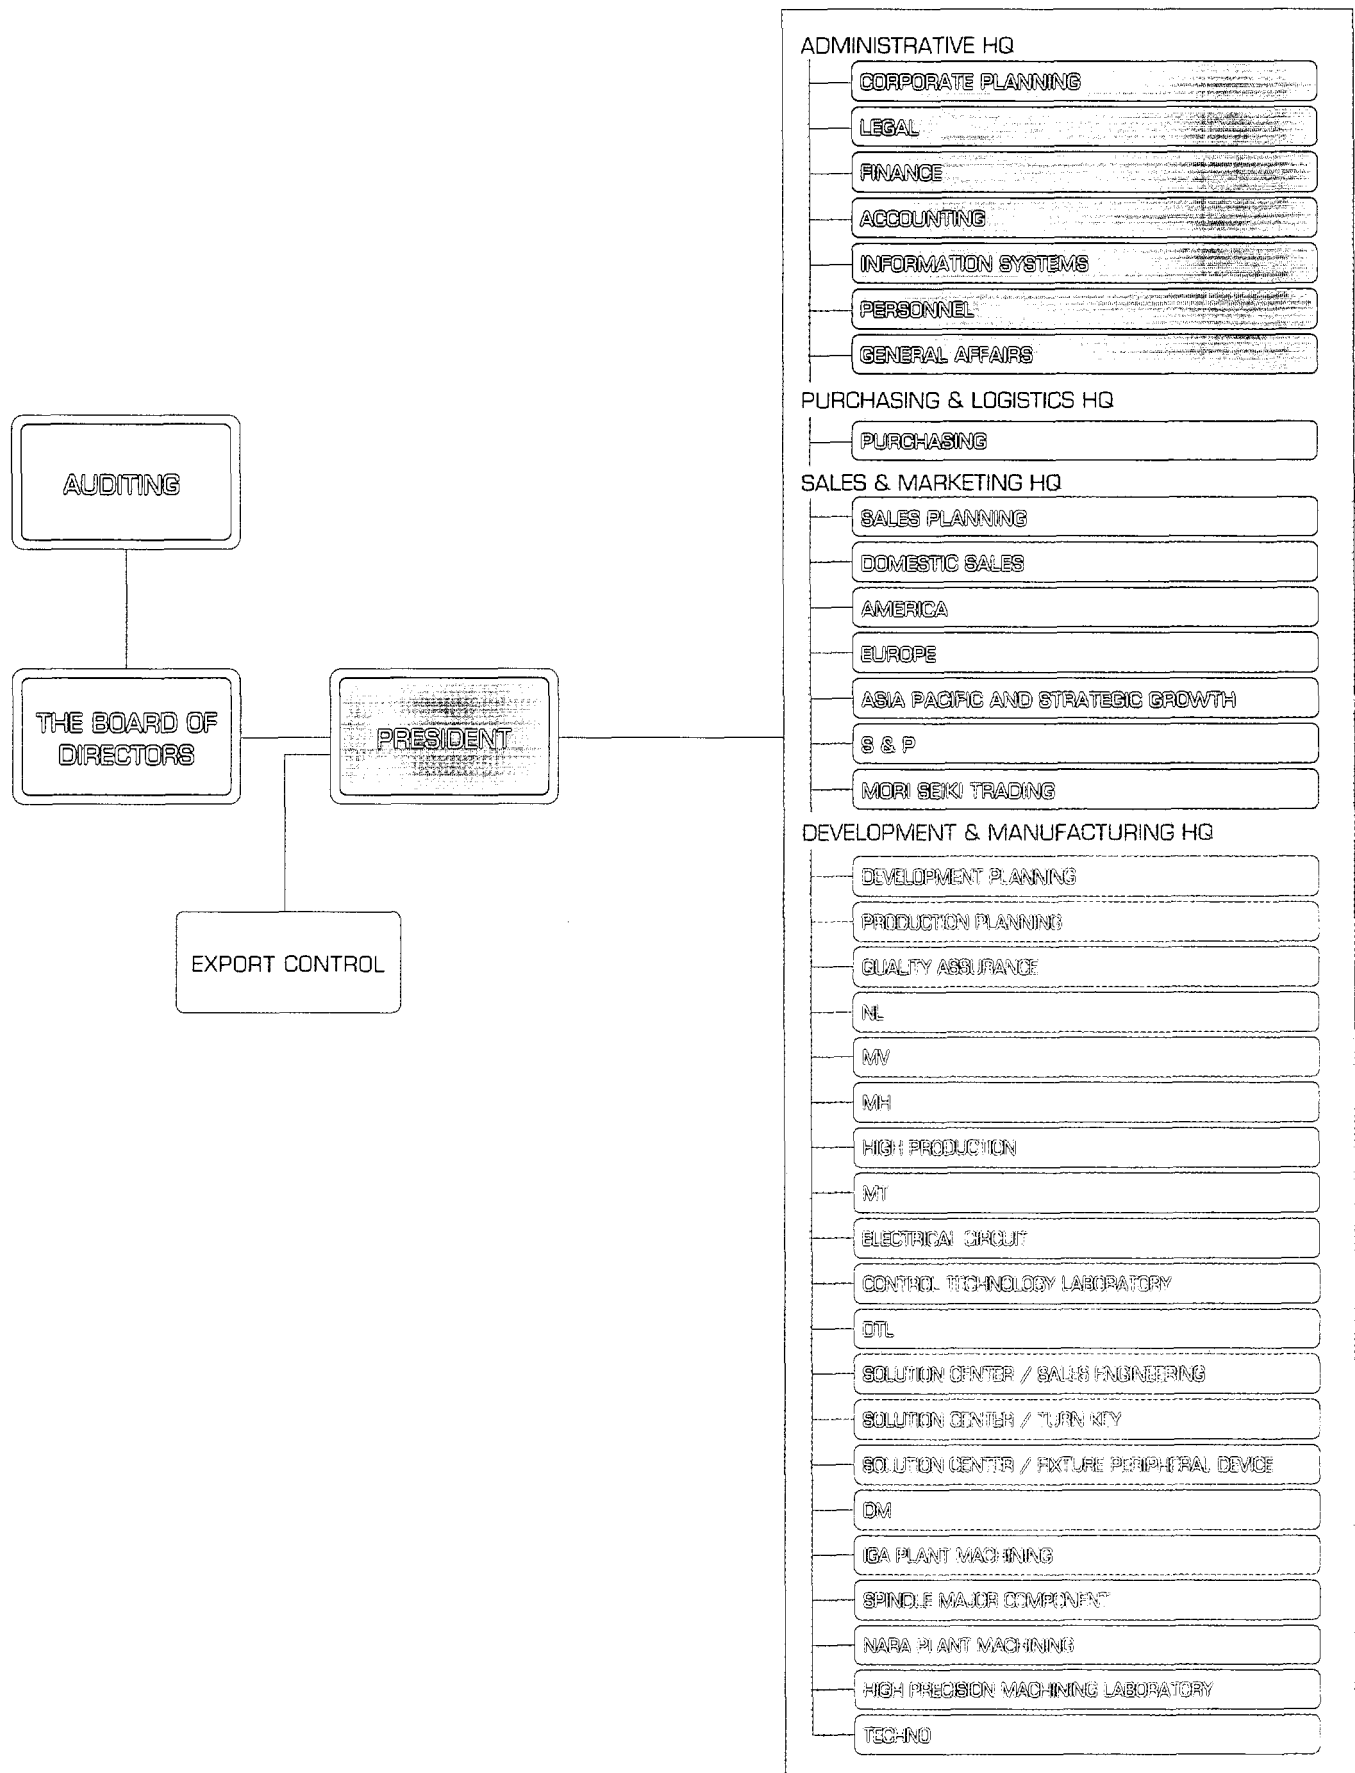 AUDITING
THE BOARD OF
DIRECTORS
PRESIDENT
EXPORT CONTROL
ADMINISTRATIVE HQ
CORPORATE PLANNING
LEGAL
FINANCE
ACCOUNTING
INFORMATION SYSTEMS
PERSONNEL
GENERAL AFFAIRS
PURCHASING & LOGISTICS HQ
PURCHASING
SALES & MARKETING HQ
SALES PLANNING
DOMESTIC SALES
AMERICA
EUROPE
ASIA PACIFIC AND STRATEGIC GROWTH
S & P
MORI SEIKI TRADING
DEVELOPMENT & MANUFACTURING HQ
DEVELOPMENT PLANNING
PRODUCTION PLANNING
QUALITY ASSURANCE
NL
MV
MH
HIGH PRODUCTION
MT
ELECTRICAL CIRCUIT
CONTROL TECHNOLOGY LABORATORY
DTL
SOLUTION CENTER / SALES ENGINEERING
SOLUTION CENTER / TURN KEY
SOLUTION CENTER / FIXTURE PERIPHERAL DEVICE
DM
IGA PLANT MACHINING
SPINDLE MAJOR COMPONENT
NARA PLANT MACHINING
HIGH PRECISION MACHINING LABORATORY
TECHNO